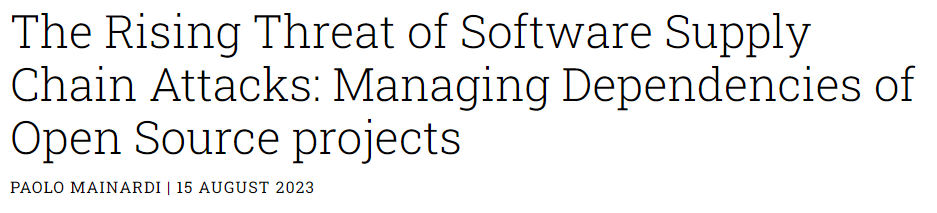 The Rising Threat of Software Supply
Chain Attacks: Managing Dependencies of
Open Source projects
PAOLO MAINARDI | 15 AUGUST 2023